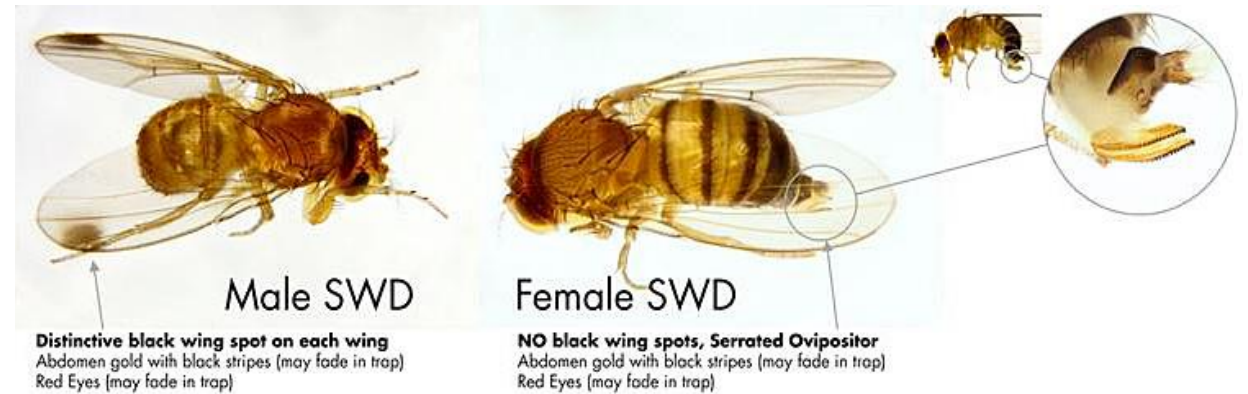 Male SWD
Distinctive black wing spot on each wing
Abdomen gold with black stripes (may fade in trap)
Red Eyes (may fade in trap)
Female SWD
NO black wing spots, Serrated Ovipositor
Abdomen gold with black stripes (may fade in trap)
Red Eyes (may fade in trap)